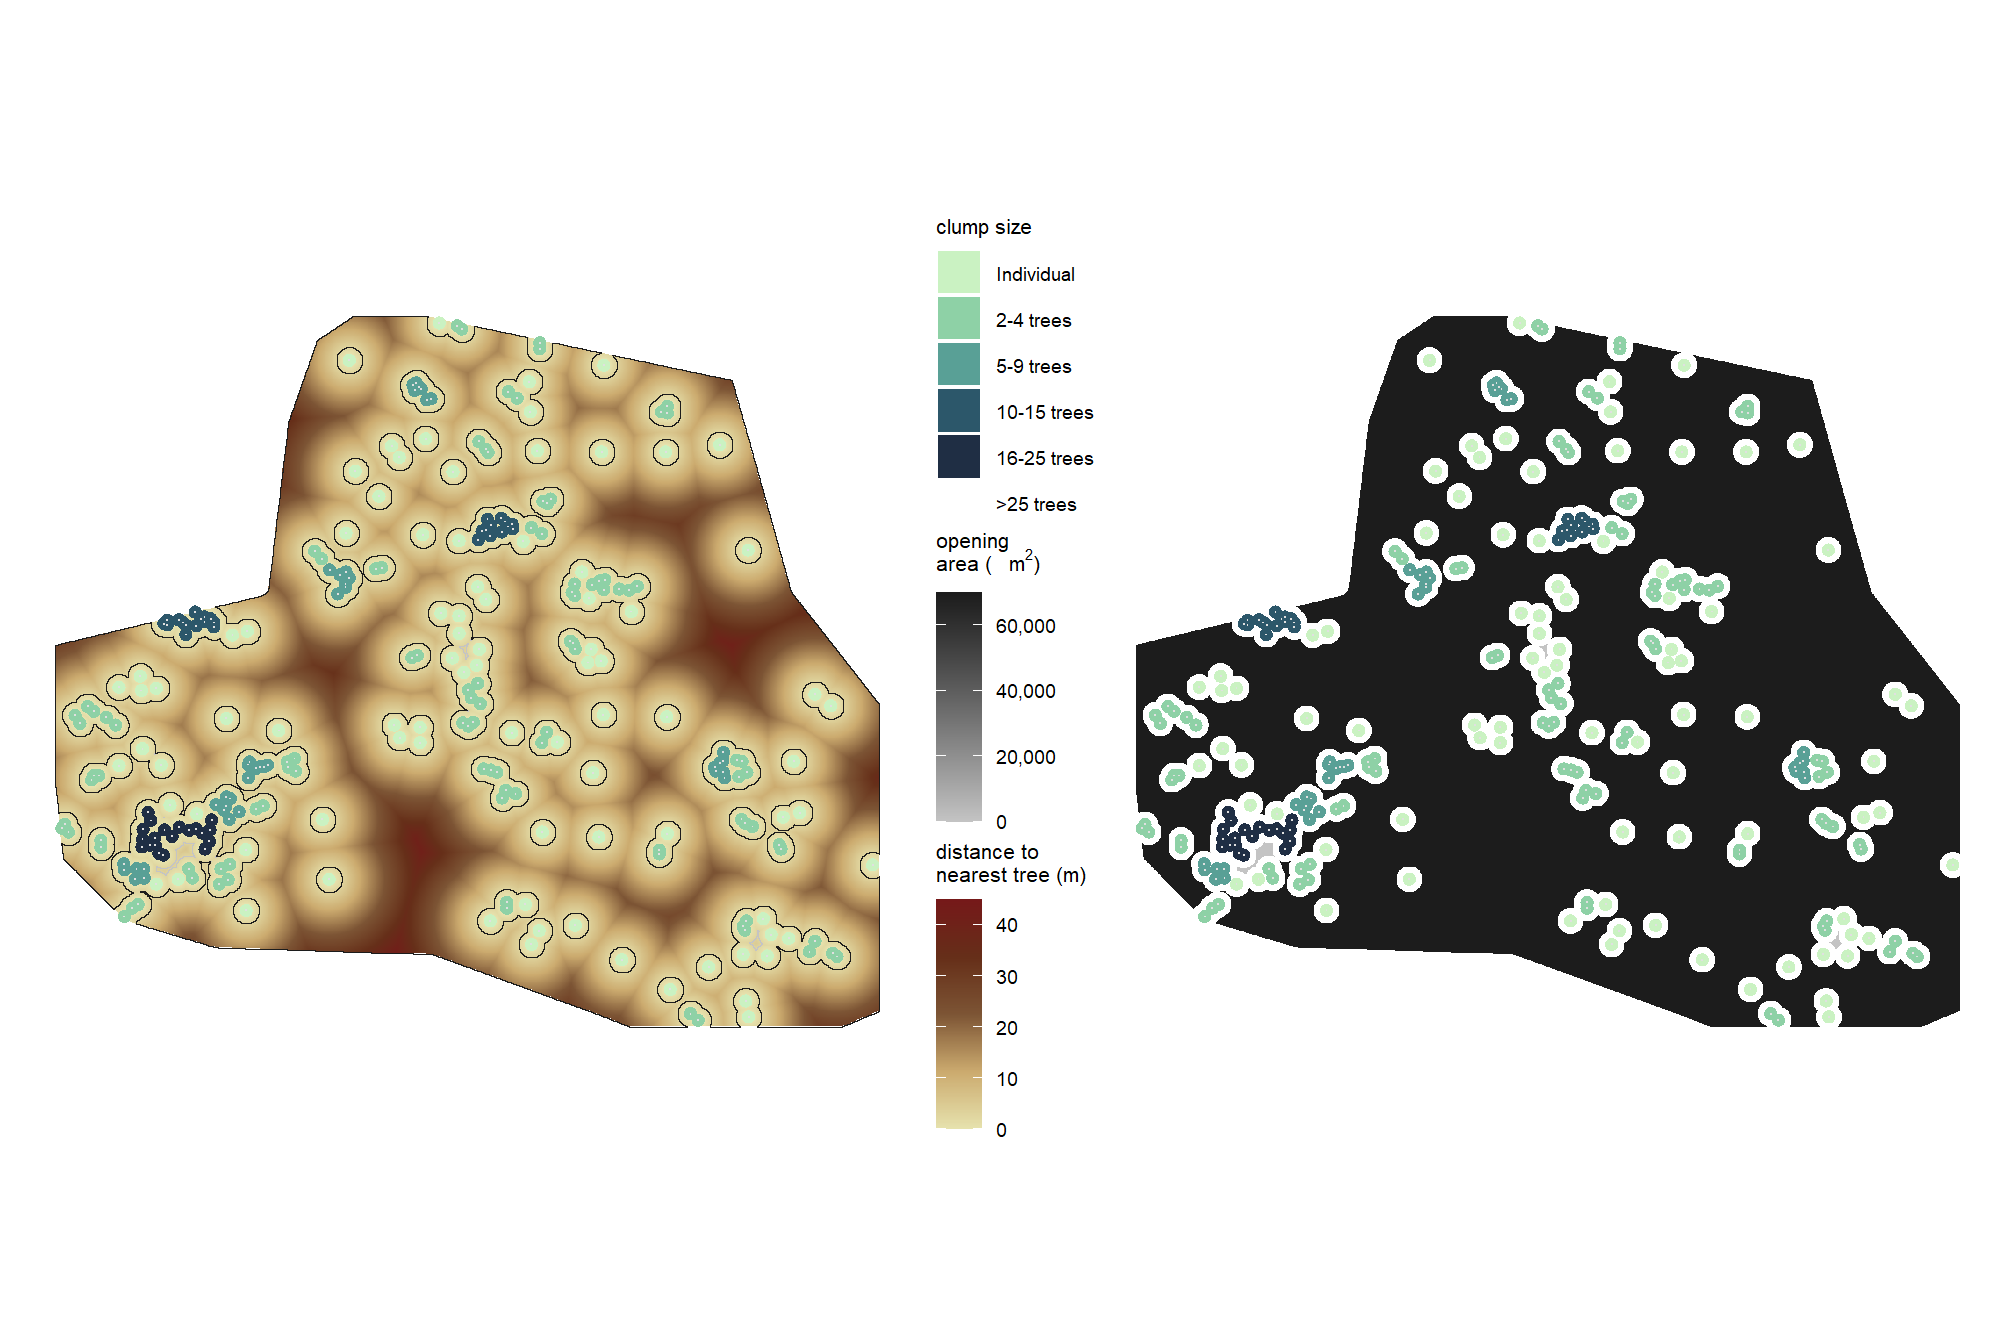 clump size
Individual
2-4 trees
5-9 trees
10-15 trees
16-25 trees
>25 trees
opening
area ( m²)
60,000
40,000
20,000
0
distance to
nearest tree (m)
40
30
20
10
0